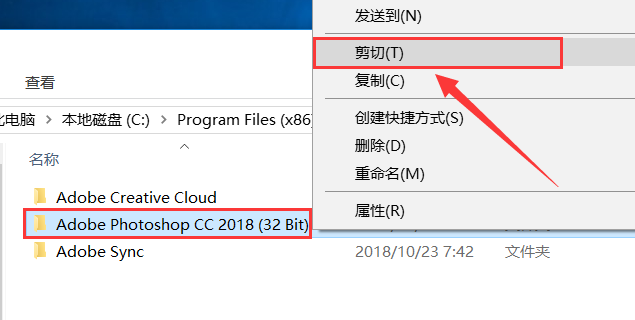 发送到(N)
剪切(T)
复制(C)
创建快捷方式(S)
删除(D)
重命名(M)
属性(R)
查看
电脑 > 本地磁盘 (C:) > Program Files (x86)
名称
Adobe Creative Cloud
Adobe Photoshop CC 2018 (32 Bit)
Adobe Sync 2018/10/23 7:42 文件夹